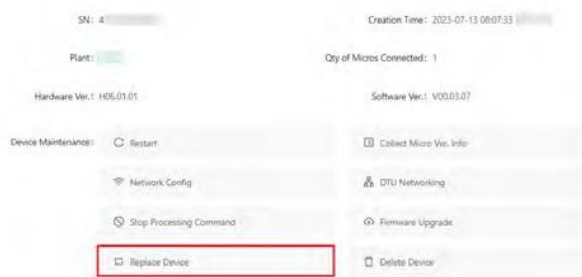 SN: 4
Creation Time: 2023-07-13 08:07:33
Plant:
Qty of Micros Connected: 1
Hardware Ver.: H06.01.01
Software Ver.: V00.03.07
Device Maintenance:
Restart
Collect Micro Ver. Info
Network Config
DTU Networking
Stop Processing Command
Firmware Upgrade
Replace Device
Delete Device